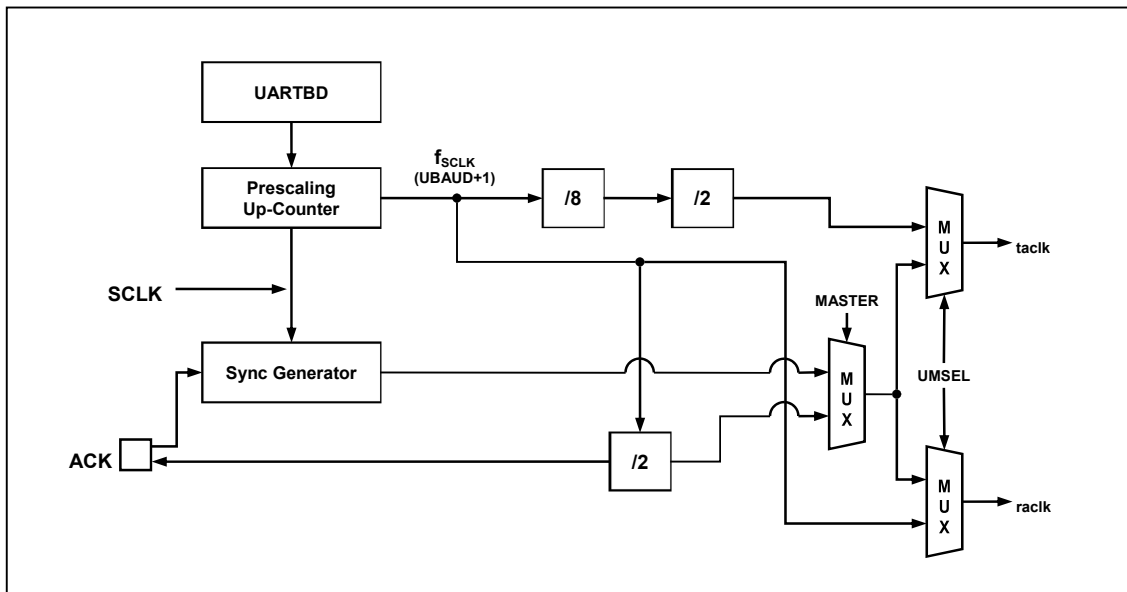 UARTBD
f_SCLK
(UBAUD+1)
Prescaling
Up-Counter
/8
/2
MUX
taclk
SCLK
MASTER
Sync Generator
MUX
UMSEL
ACK
/2
MUX
raclk